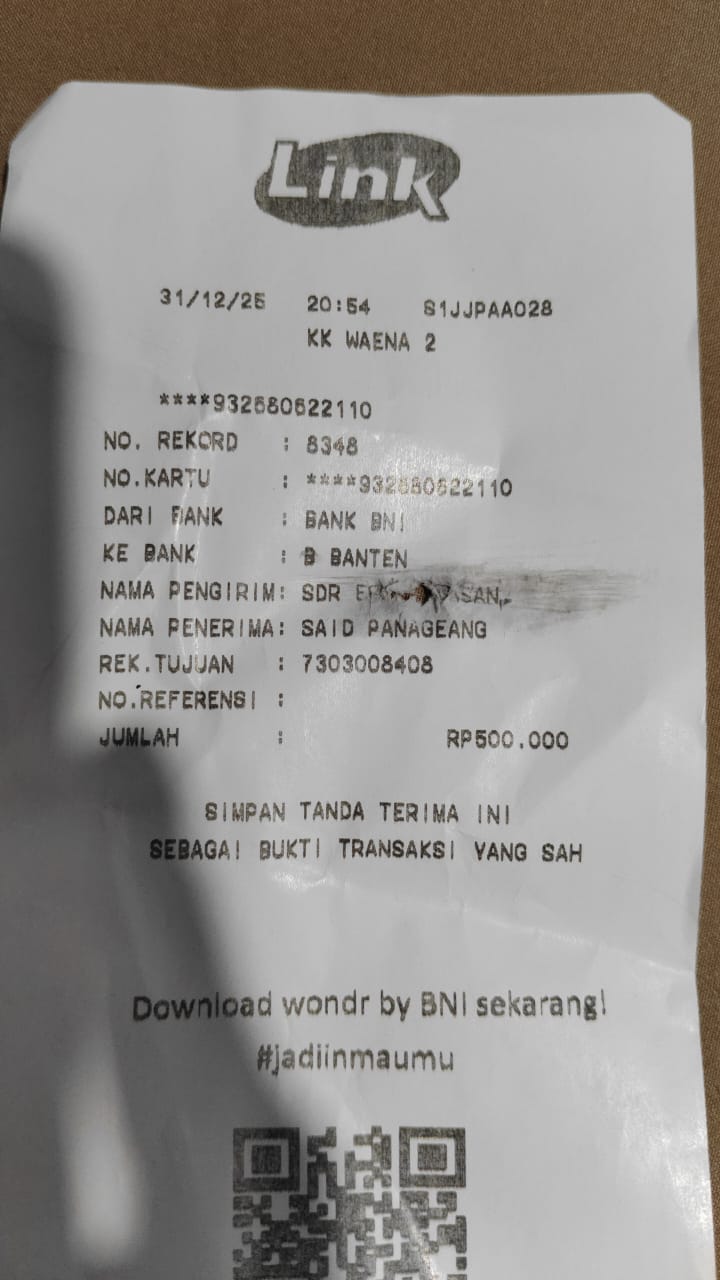 Link
31/12/25 20:54 S1JJPAA028
KK WAENA 2
****932680622110
NO. REKORD : 8348
NO.KARTU : ****932680622110
DARI BANK : BANK BNI
KE BANK : B BANTEN
NAMA PENGIRIM: SDR
NAMA PENERIMA: SAID PANAGEANG
REK.TUJUAN : 7303008408
NO.REFERENSI :
JUMLAH : RP500.000
SIMPAN TANDA TERIMA INI
SEBAGAI BUKTI TRANSAKSI YANG SAH
Download wondr by BNI sekarang!
#jadiinmaumu